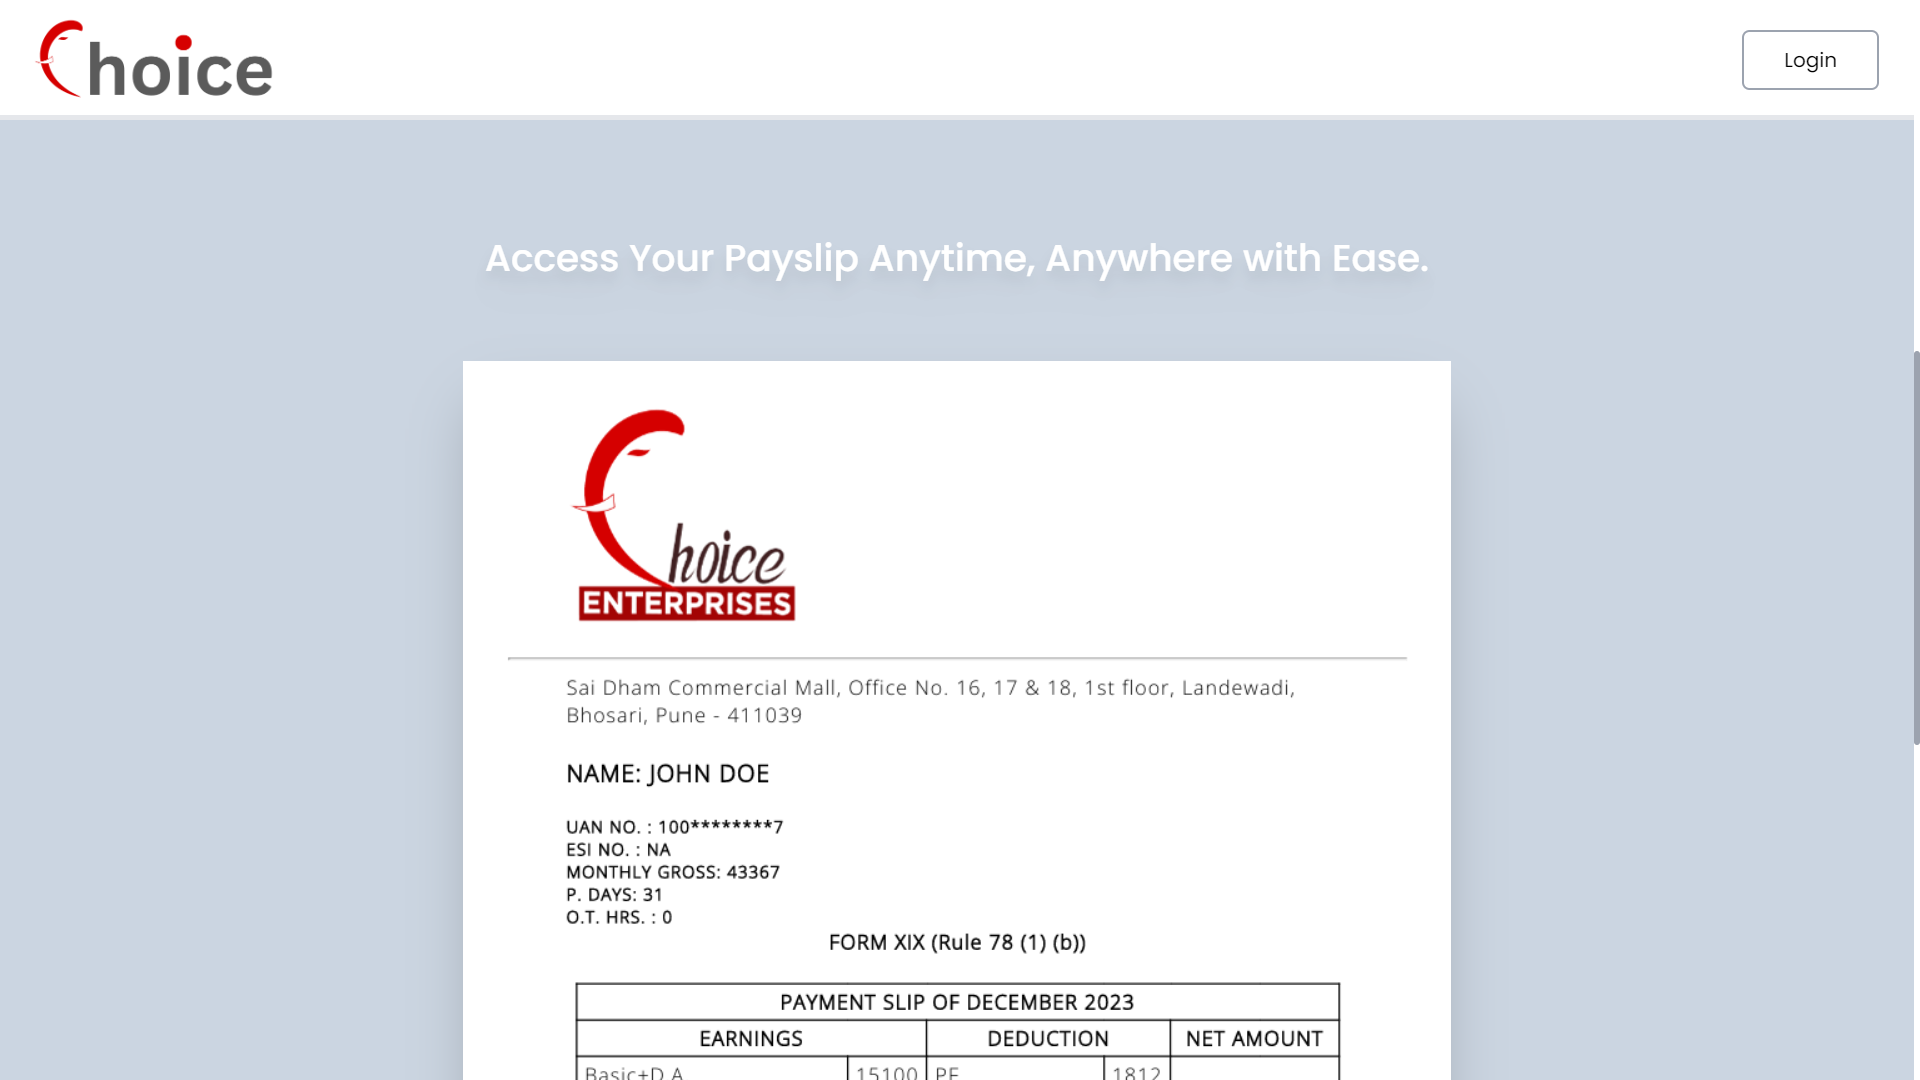 Choice
Login
Access Your Payslip Anytime, Anywhere with Ease.
Choice
ENTERPRISES
Sai Dham Commercial Mall, Office No. 16, 17 & 18, 1st floor, Landewadi,
Bhosari, Pune - 411039
NAME: JOHN DOE
UAN NO. : 100********7
ESI NO. : NA
MONTHLY GROSS: 43367
P. DAYS: 31
O.T. HRS. : 0
FORM XIX (Rule 78 (1) (b))
PAYMENT SLIP OF DECEMBER 2023
EARNINGS DEDUCTION NET AMOUNT
Basic+D.A 15100 PF 1812